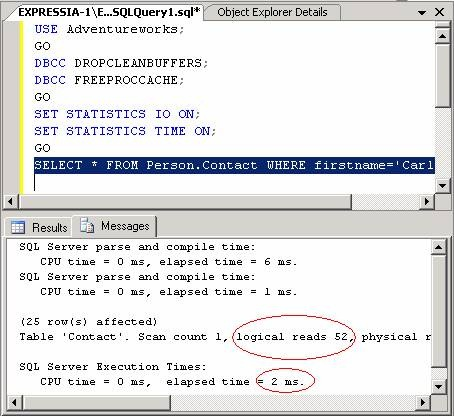 EXPRESSIA-1\E...SQLQuery1.sql* Object Explorer Details
USE Adventureworks;
GO
DBCC DROPCLEANBUFFERS;
DBCC FREEPROCCACHE;
GO
SET STATISTICS IO ON;
SET STATISTICS TIME ON;
GO
SELECT * FROM Person.Contact WHERE firstname='Carl
Results Messages
SQL Server parse and compile time:
CPU time = 0 ms, elapsed time = 6 ms.
SQL Server parse and compile time:
CPU time = 0 ms, elapsed time = 1 ms.
(25 row(s) affected)
Table 'Contact'. Scan count 1, logical reads 52, physical r
SQL Server Execution Times:
CPU time = 0 ms, elapsed time = 2 ms.